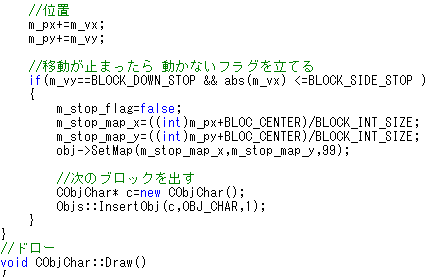 //位置
m_px+=m_vx;
m_py+=m_vy;
//移動が止まったら 動かないフラグを立てる
if(m_vy==BLOCK_DOWN_STOP && abs(m_vx) <=BLOCK_SIDE_STOP )
{
m_stop_flag=false;
m_stop_map_x=((int)m_px+BLOC_CENTER)/BLOCK_INT_SIZE;
m_stop_map_y=((int)m_py+BLOC_CENTER)/BLOCK_INT_SIZE;
obj->SetMap(m_stop_map_x,m_stop_map_y,99);
//次のブロックを出す
CObjChar* c=new CObjChar();
Objs::InsertObj(c,OBJ_CHAR,1);
}
}
//ドロー
void CObjChar::Draw()
{